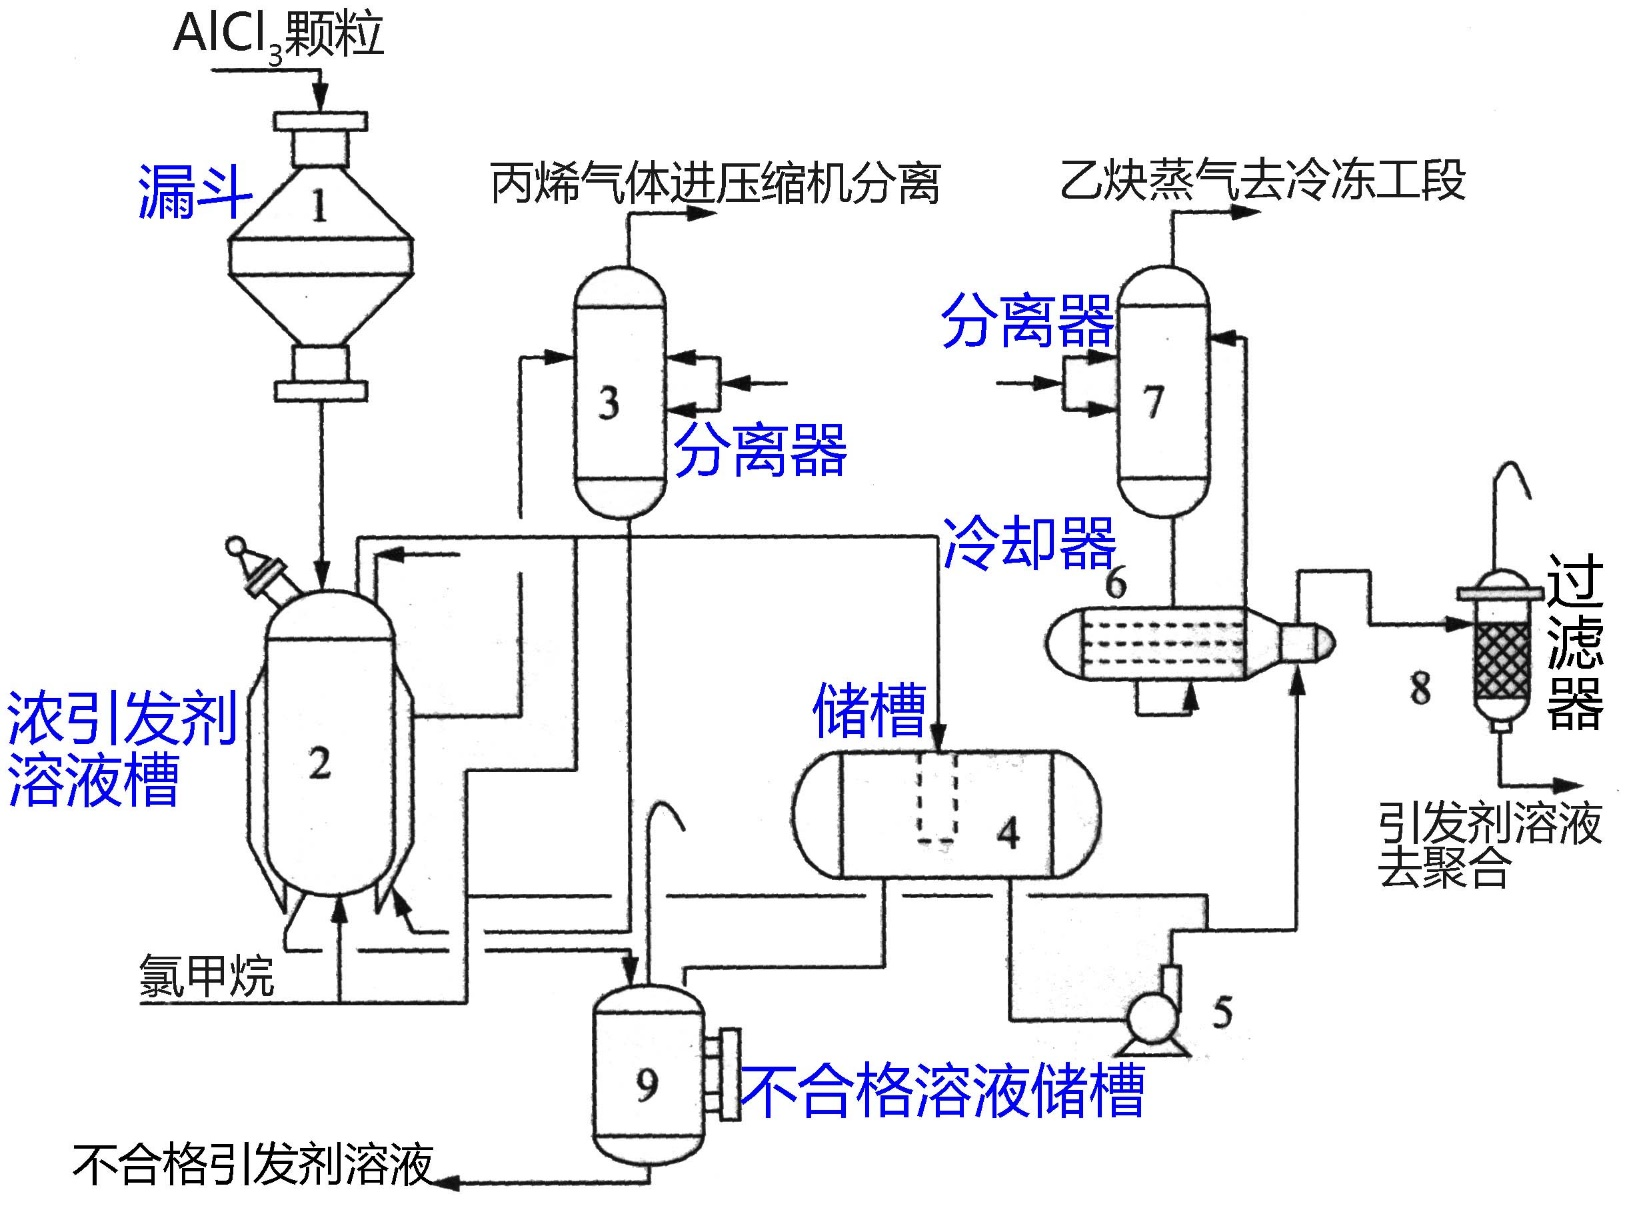 AlCl₃颗粒
漏斗
1
丙烯气体进压缩机分离
乙炔蒸气去冷冻工段
分离器
3
7
分离器
冷却器
6
过滤器
8
浓引发剂
溶液槽
2
储槽
4
引发剂溶液
去聚合
氯甲烷
5
9
不合格溶液储槽
不合格引发剂溶液